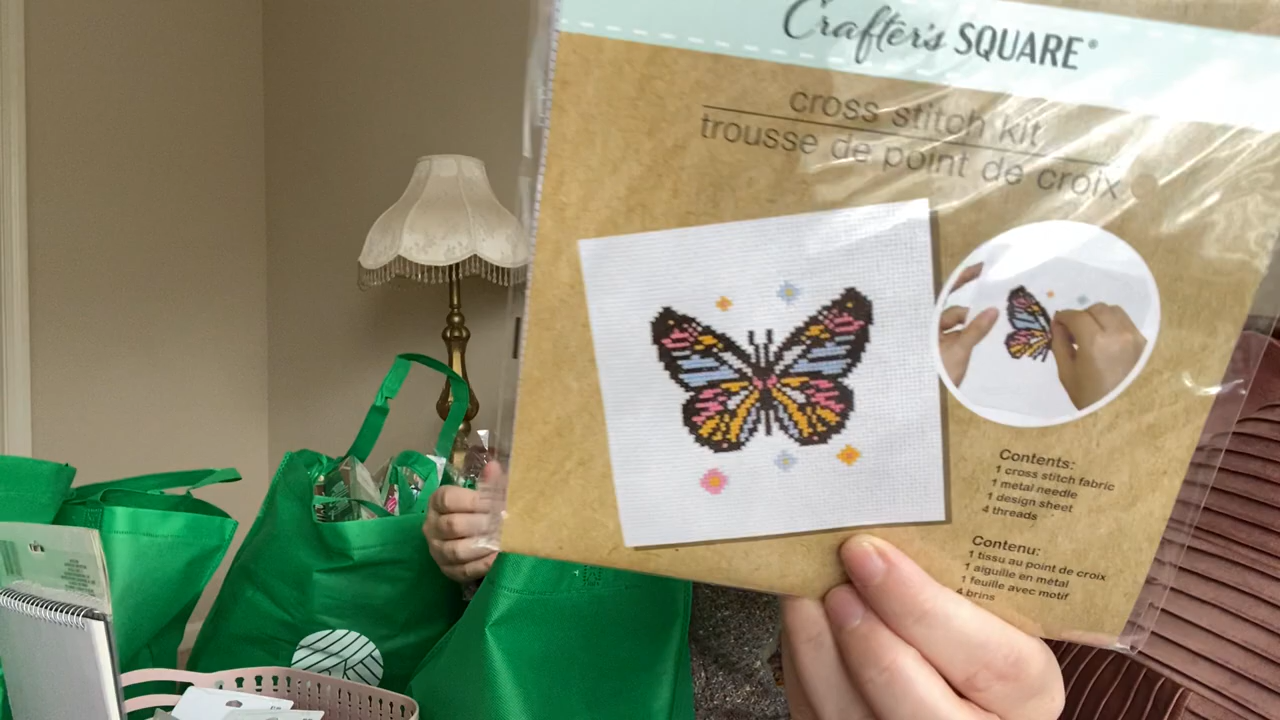 Crafter's SQUARE®
cross stitch kit
trousse de point de croix
Contents:
1 cross stitch fabric
1 metal needle
1 design sheet
4 threads
Contenu:
1 tissu au point de croix
1 aiguille en métal
1 feuille avec motif
4 brins